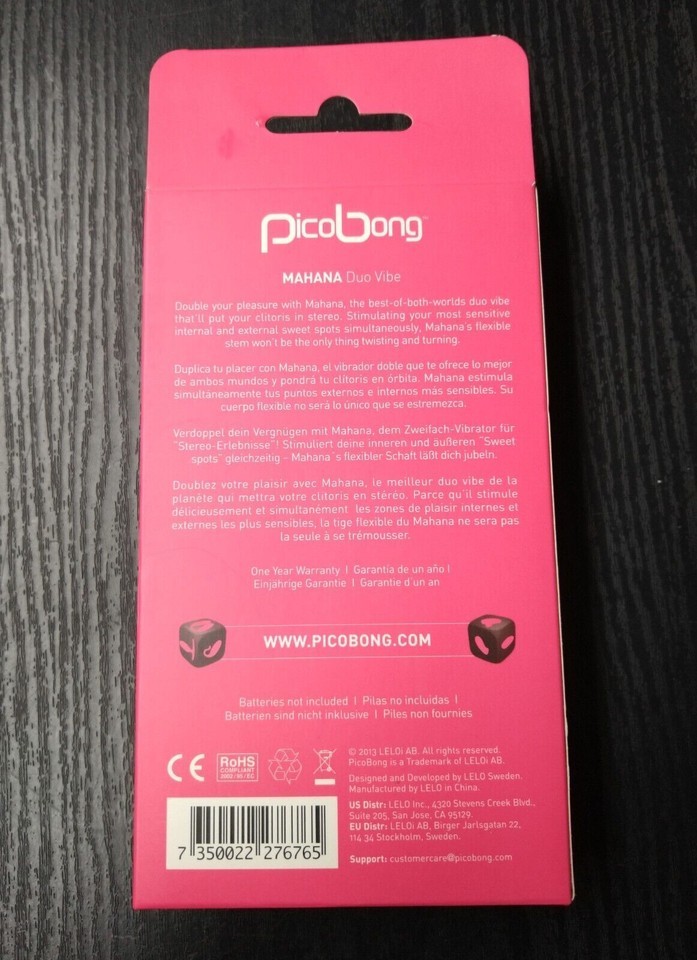 PicoBong™
MAHANA Duo Vibe
Double your pleasure with Mahana, the best-of-both-worlds duo vibe
that'll put your clitoris in stereo. Stimulating your most sensitive
internal and external sweet spots simultaneously, Mahana's flexible
stem won't be the only thing twisting and turning.
Duplica tu placer con Mahana, el vibrador doble que te ofrece lo mejor
de ambos mundos y pondrá tu clítoris en órbita. Mahana estimula
simultaneamente tus puntos externos e internos más sensibles. Su
cuerpo flexible no será lo único que se estremezca.
Verdoppel dein Vergnügen mit Mahana, dem Zweifach-Vibrator für
"Stereo-Erlebnisse"! Stimuliert deine inneren und äußeren "Sweet
spots" gleichzeitig – Mahana´s flexibler Schaft läßt dich jubeln.
Doublez votre plaisir avec Mahana, le meilleur duo vibe de la
planète qui mettra votre clitoris en stéréo. Parce qu'il stimule
délicieusement et simultanément les zones de plaisir internes et
externes les plus sensibles, la tige flexible du Mahana ne sera pas
la seule à se trémousser.
One Year Warranty | Garantía de un año |
Einjährige Garantie | Garantie d'un an
WWW.PICOBONG.COM
Batteries not included | Pilas no incluidas |
Batterien sind nicht inklusive | Piles non fournies
CE
RoHS
COMPLIANT
2002/95/EC
© 2013 LELOi AB. All rights reserved.
PicoBong is a Trademark of LELOi AB.
Designed and Developed by LELO Sweden.
Manufactured by LELO in China.
US Distr: LELO Inc., 4320 Stevens Creek Blvd.,
Suite 205, San Jose, CA 95129.
EU Distr: LELOi AB, Birger Jarlsgatan 22,
114 34 Stockholm, Sweden.
Support: customercare@picobong.com
7 350022 276765